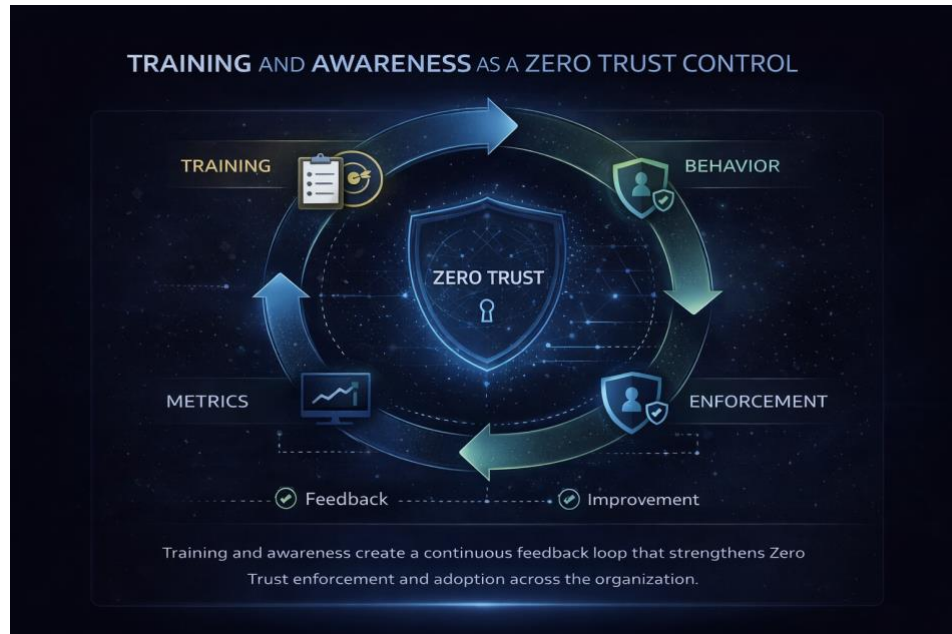 TRAINING AND AWARENESS AS A ZERO TRUST CONTROL
TRAINING
BEHAVIOR
ZERO TRUST
METRICS
ENFORCEMENT
Feedback
Improvement
Training and awareness create a continuous feedback loop that strengthens Zero
Trust enforcement and adoption across the organization.